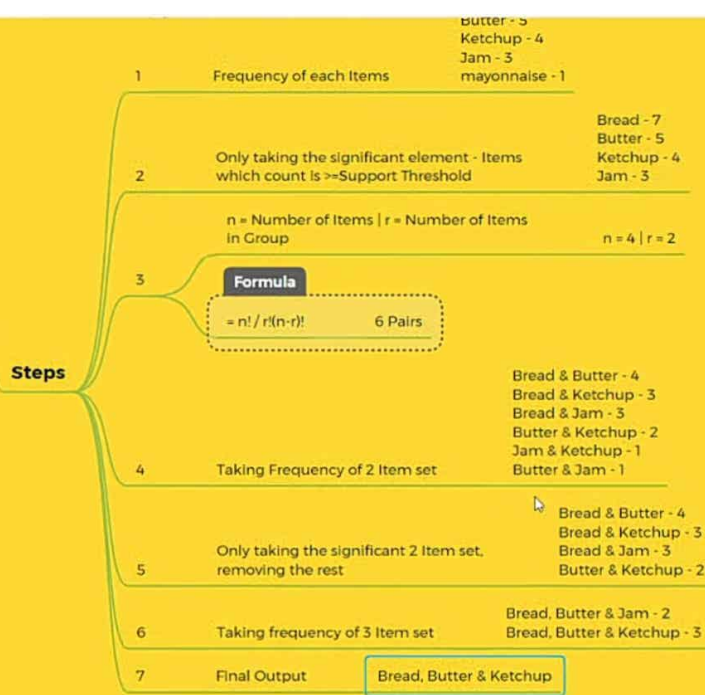 Butter - 5
Ketchup - 4
Jam - 3
mayonnaise - 1
1
Frequency of each Items
Bread - 7
Butter - 5
Ketchup - 4
Jam - 3
2
Only taking the significant element - Items
which count is >=Support Threshold
n = Number of Items | r = Number of Items
in Group
n = 4 | r = 2
3
Formula
= n! / r!(n-r)!
6 Pairs
Steps
Bread & Butter - 4
Bread & Ketchup - 3
Bread & Jam - 3
Butter & Ketchup - 2
Jam & Ketchup - 1
Butter & Jam - 1
4
Taking Frequency of 2 Item set
Bread & Butter - 4
Bread & Ketchup - 3
Bread & Jam - 3
Butter & Ketchup - 2
5
Only taking the significant 2 Item set,
removing the rest
Bread, Butter & Jam - 2
Bread, Butter & Ketchup - 3
6
Taking frequency of 3 Item set
7
Final Output
Bread, Butter & Ketchup